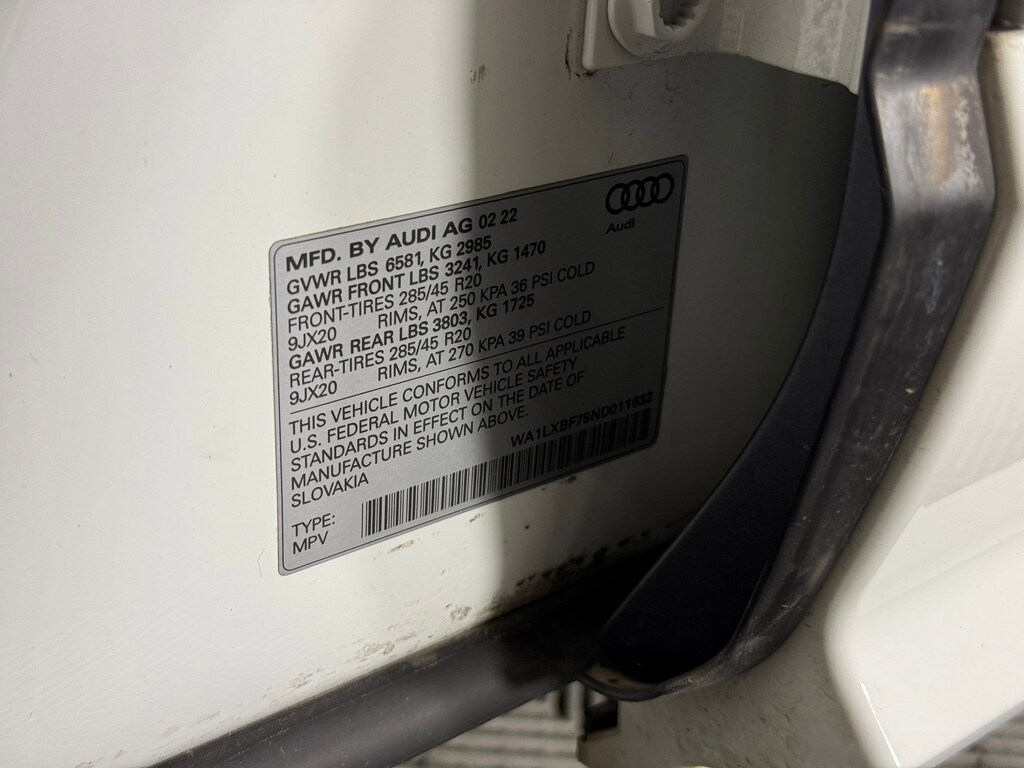 Audi
MFD. BY AUDI AG 02 22
GVWR LBS 6581, KG 2985
GAWR FRONT LBS 3241, KG 1470
FRONT-TIRES 285/45 R20
9JX20 RIMS, AT 250 KPA 36 PSI COLD
GAWR REAR LBS 3803, KG 1725
REAR-TIRES 285/45 R20
9JX20 RIMS, AT 270 KPA 39 PSI COLD
THIS VEHICLE CONFORMS TO ALL APPLICABLE
U.S. FEDERAL MOTOR VEHICLE SAFETY
STANDARDS IN EFFECT ON THE DATE OF
MANUFACTURE SHOWN ABOVE.
SLOVAKIA
WA1LXBF79ND011632
TYPE:
MPV